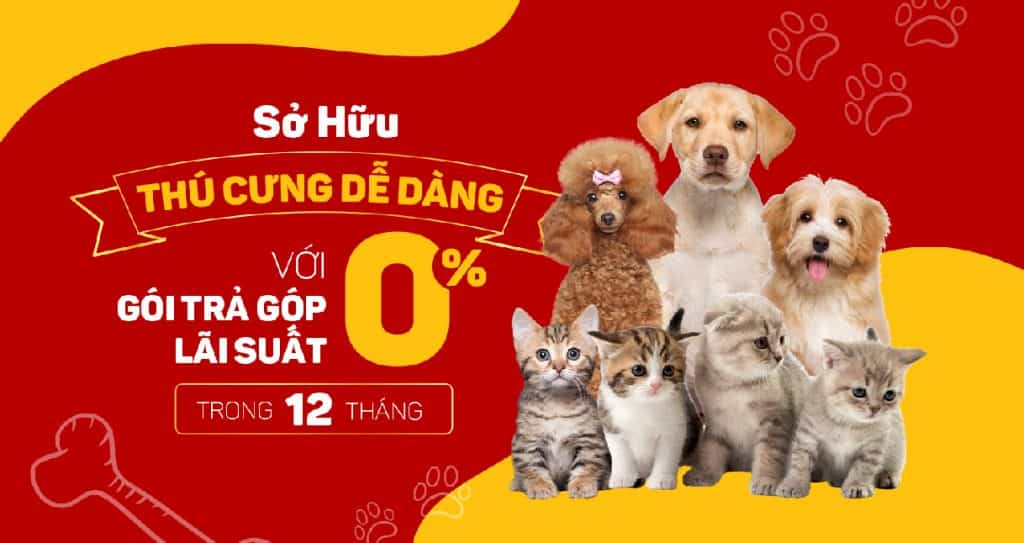 Sở Hữu
THÚ CƯNG DỄ DÀNG
VỚI 0%
GÓI TRẢ GÓP
LÃI SUẤT
TRONG 12 THÁNG